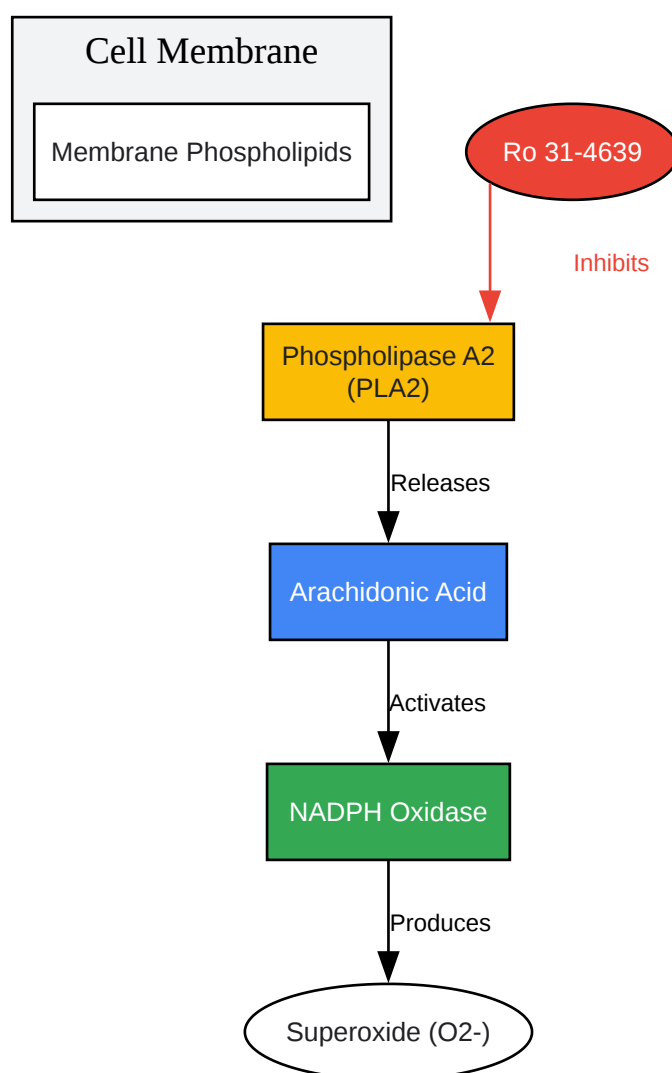 Cell Membrane
Membrane Phospholipids
Ro 31-4639
Inhibits
Phospholipase A2
(PLA2)
Releases
Arachidonic Acid
Activates
NADPH Oxidase
Produces
Superoxide (O2-)